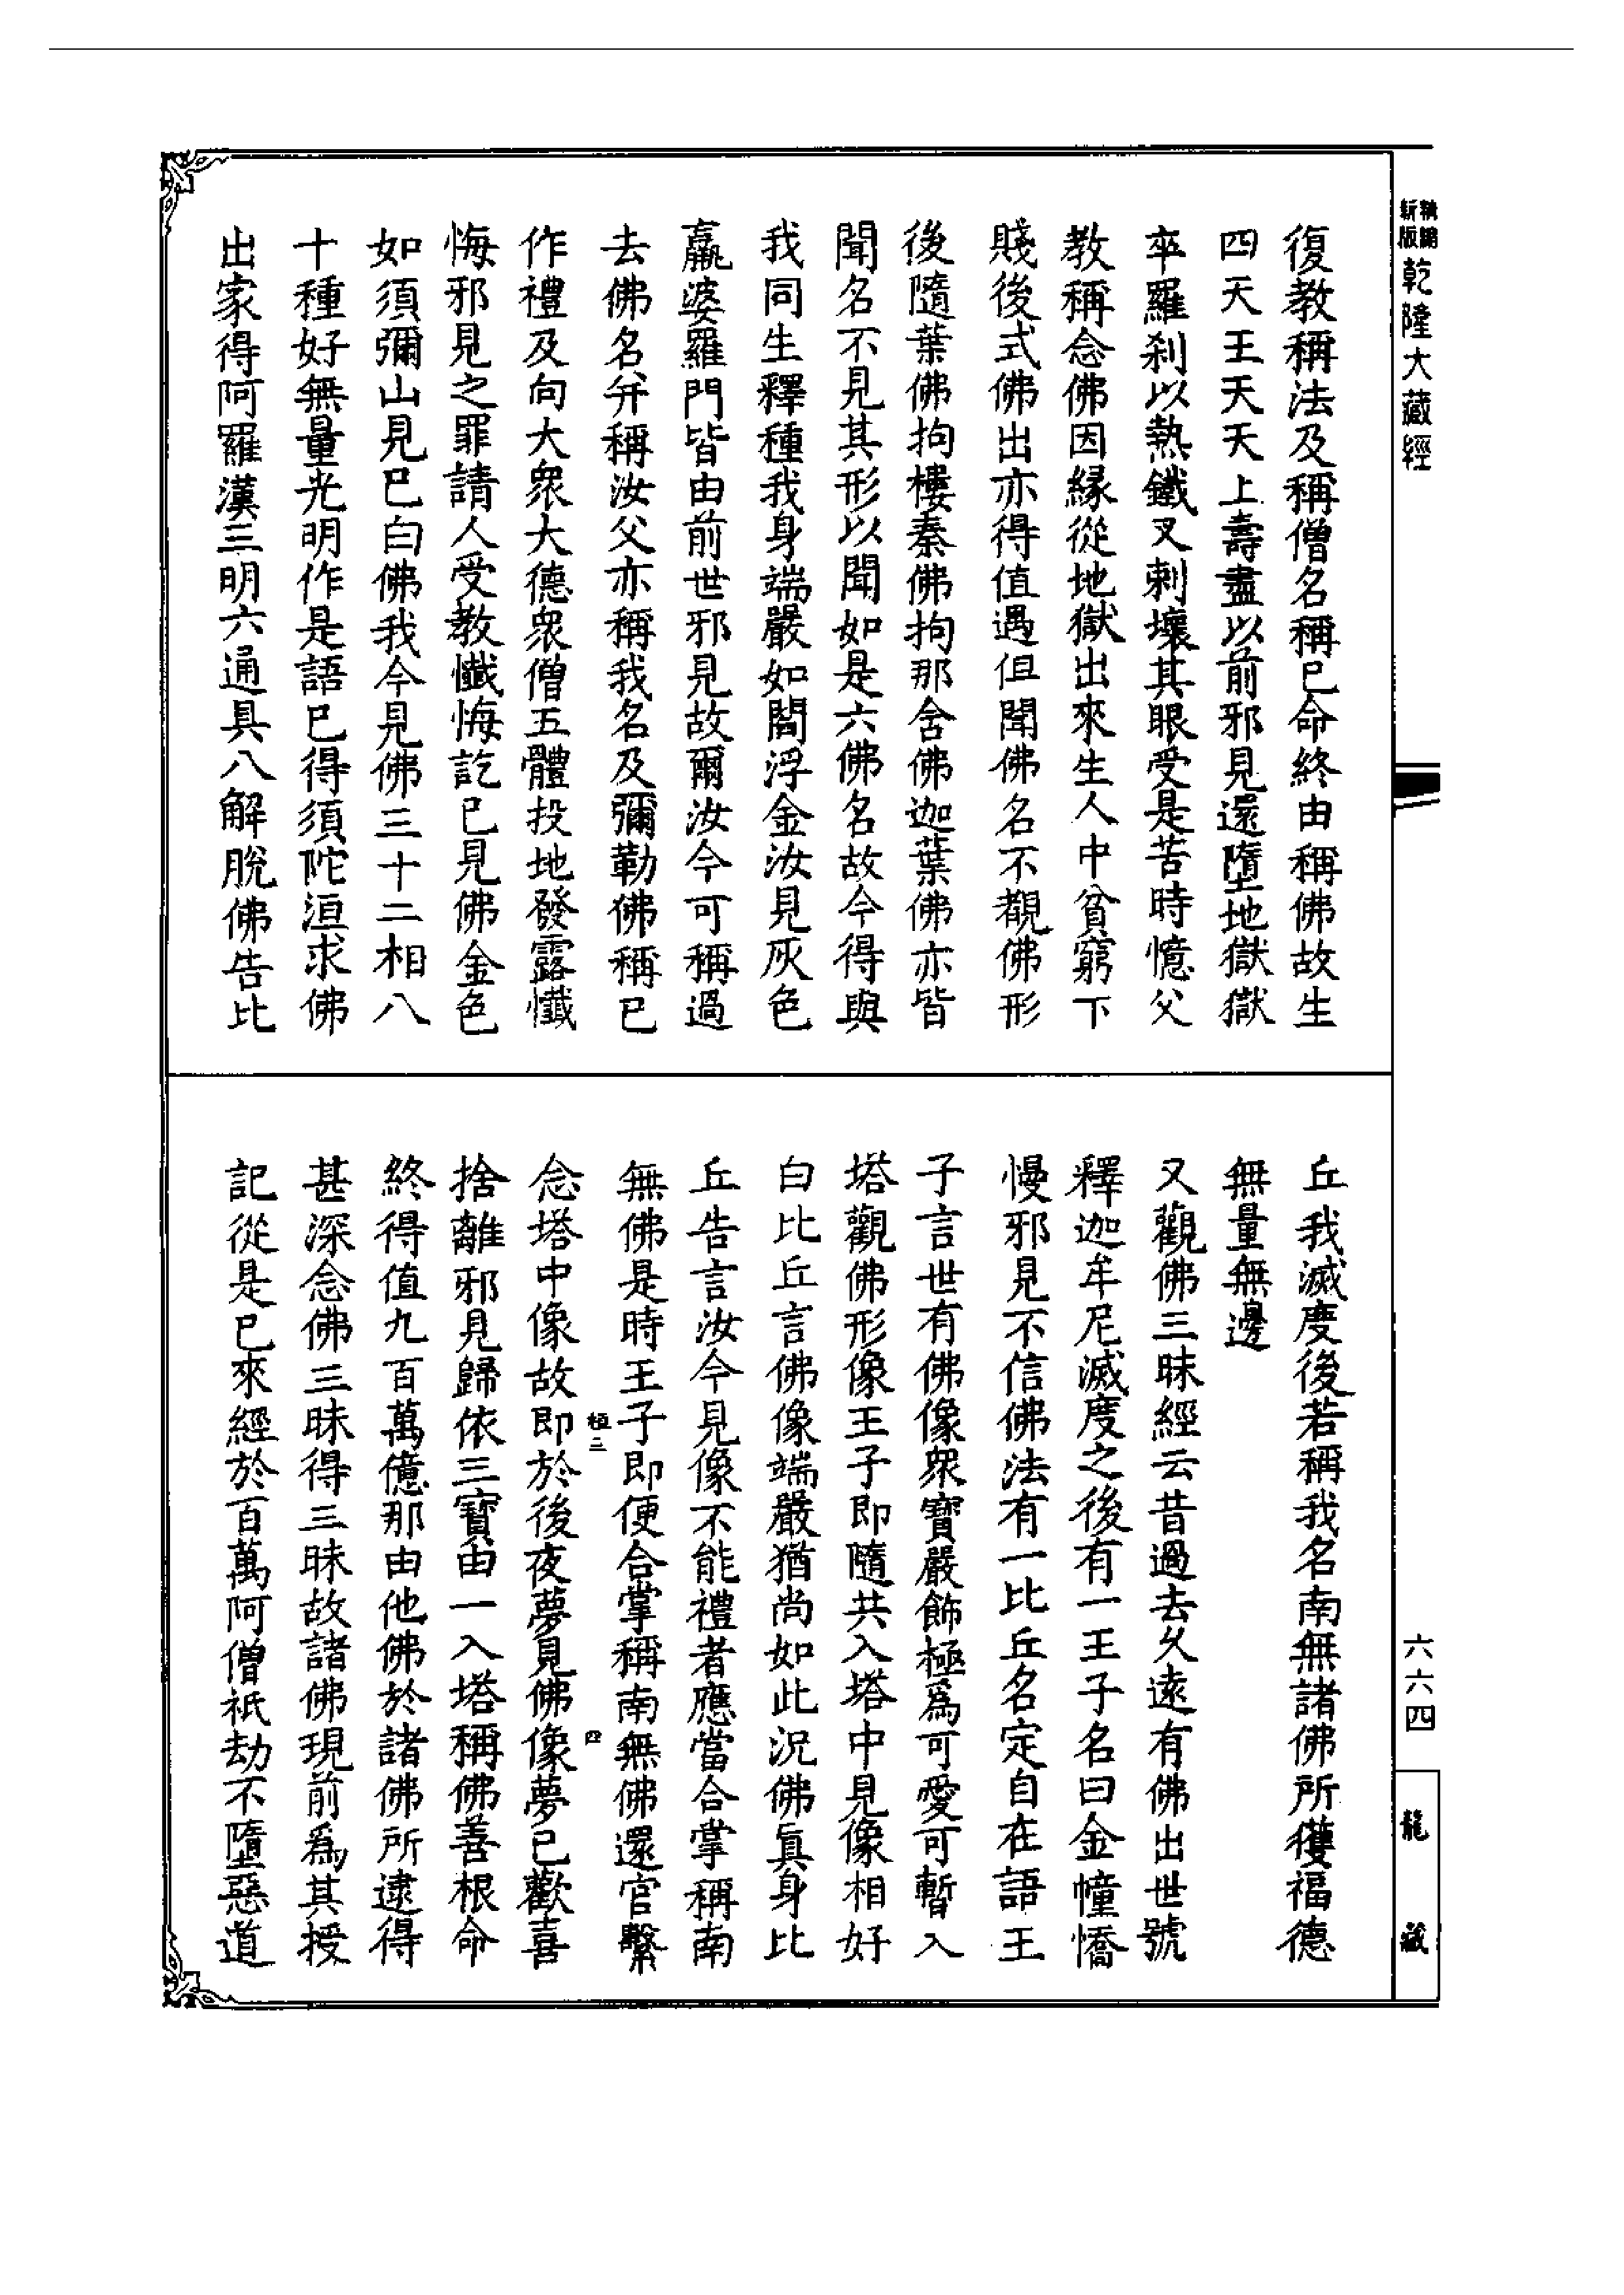 精編
新版
乾隆大藏經
復教稱法及稱僧名稱已命終由稱佛故生
四天王天天上壽盡以前邪見還墮地獄獄
卒羅刹以熱鐵叉刺壞其眼受是苦時憶父
教稱念佛因緣從地獄出來生人中貧窮下
賤後式佛出亦得值遇但聞佛名不覩佛形
後隨葉佛拘樓秦佛拘那含佛迦葉佛亦皆
聞名不見其形以聞如是六佛名故今得與
我同生釋種我身端嚴如閻浮金汝見灰色
羸婆羅門皆由前世邪見故爾汝今可稱過
去佛名并稱汝父亦稱我名及彌勒佛稱已
作禮及向大衆大德衆僧五體投地發露懺
悔邪見之罪請人受教懺悔訖已見佛金色
如須彌山見已白佛我今見佛三十二相八
十種好無量光明作是語已得須陀洹求佛
出家得阿羅漢三明六通具八解脫佛告比
丘我滅度後若稱我名南無諸佛所獲福德
無量無邊
又觀佛三昧經云昔過去久遠有佛出世號
釋迦牟尼滅度之後有一王子名曰金幢憍
慢邪見不信佛法有一比丘名定自在語王
子言世有佛像衆寶嚴飾極爲可愛可暫入
塔觀佛形像王子即隨共入塔中見像相好
白比丘言佛像端嚴猶尚如此況佛眞身比
丘告言汝今見像不能禮者應當合掌稱南
無佛是時王子即便合掌稱南無佛還宫繫
念塔中像故即於後夜夢見佛像夢已歡喜
捨離邪見歸依三寶由一入塔稱佛善根命
終得值九百萬億那由他佛於諸佛所逮得
甚深念佛三昧得三昧故諸佛現前爲其授
記從是已來經於百萬阿僧祇劫不墮惡道
桓三
四
六六四
龍藏